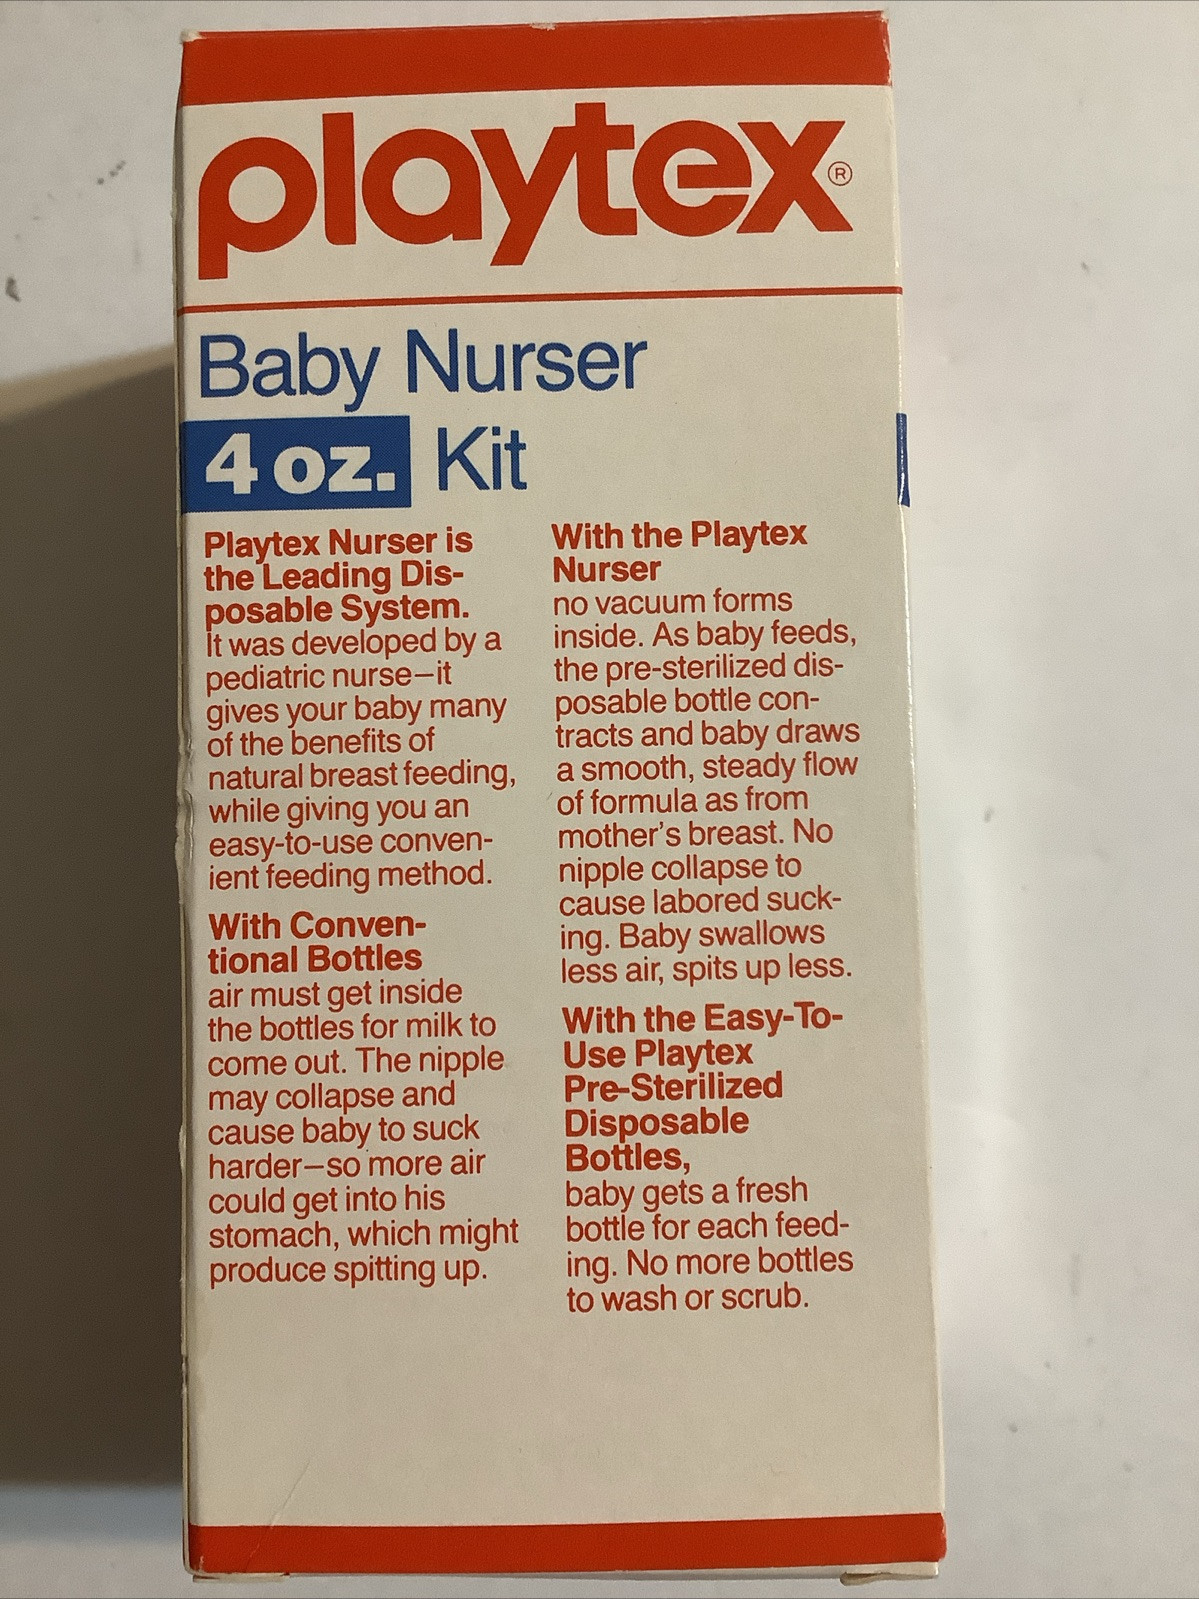 playtex®
Baby Nurser
4 oz. Kit
Playtex Nurser is
the Leading Dis-
posable System.
It was developed by a
pediatric nurse—it
gives your baby many
of the benefits of
natural breast feeding,
while giving you an
easy-to-use conven-
ient feeding method.
With Conven-
tional Bottles
air must get inside
the bottles for milk to
come out. The nipple
may collapse and
cause baby to suck
harder—so more air
could get into his
stomach, which might
produce spitting up.
With the Playtex
Nurser
no vacuum forms
inside. As baby feeds,
the pre-sterilized dis-
posable bottle con-
tracts and baby draws
a smooth, steady flow
of formula as from
mother's breast. No
nipple collapse to
cause labored suck-
ing. Baby swallows
less air, spits up less.
With the Easy-To-
Use Playtex
Pre-Sterilized
Disposable
Bottles,
baby gets a fresh
bottle for each feed-
ing. No more bottles
to wash or scrub.